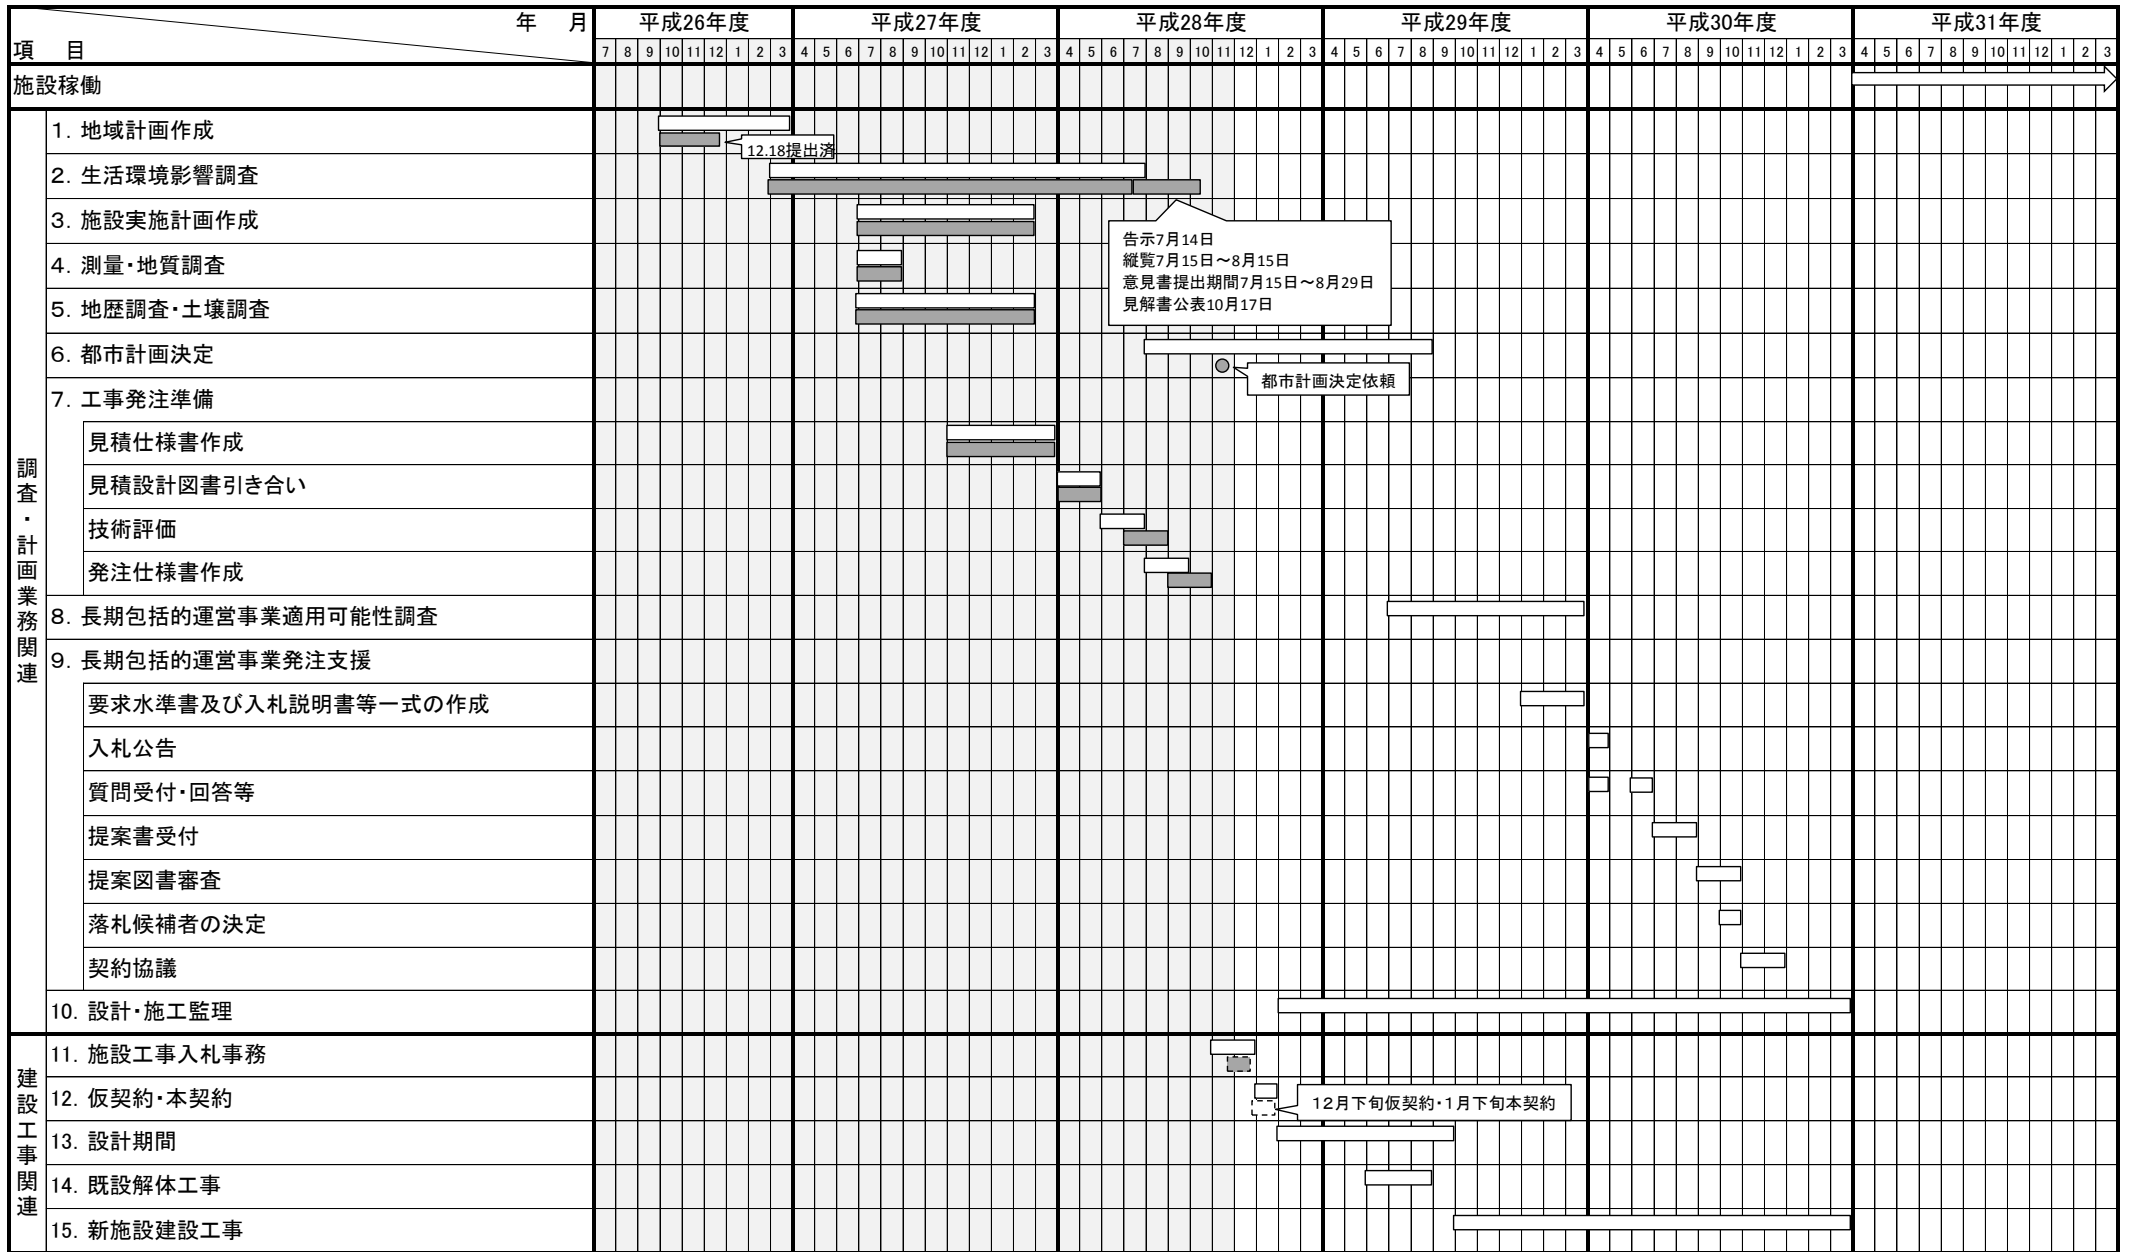 年 月
項 目
平成26年度 平成27年度 平成28年度 平成29年度 平成30年度 平成31年度
7 8 9 10 11 12 1 2 3 4 5 6 7 8 9 10 11 12 1 2 3 4 5 6 7 8 9 10 11 12 1 2 3 4 5 6 7 8 9 10 11 12 1 2 3 4 5 6 7 8 9 10 11 12 1 2 3 4 5 6 7 8 9 10 11 12 1 2 3
施設稼働
調査・計画業務関連
1．地域計画作成
12.18提出済
2．生活環境影響調査
3．施設実施計画作成
告示7月14日
縦覧7月15日～8月15日
意見書提出期間7月15日～8月29日
見解書公表10月17日
4．測量・地質調査
5．地歴調査・土壌調査
6．都市計画決定
都市計画決定依頼
7．工事発注準備
見積仕様書作成
見積設計図書引き合い
技術評価
発注仕様書作成
8．長期包括的運営事業適用可能性調査
9．長期包括的運営事業発注支援
要求水準書及び入札説明書等一式の作成
入札公告
質問受付・回答等
提案書受付
提案図書審査
落札候補者の決定
契約協議
10．設計・施工監理
建設工事関連
11．施設工事入札事務
12．仮契約・本契約
12月下旬仮契約・1月下旬本契約
13．設計期間
14．既設解体工事
15．新施設建設工事